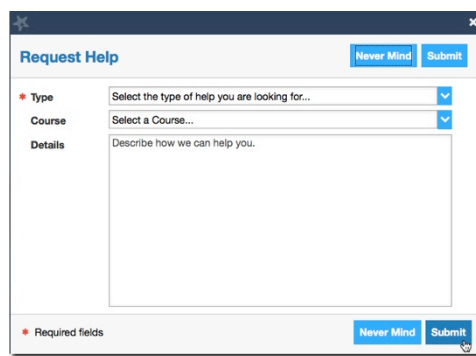 Request Help
Never Mind Submit
* Type Select the type of help you are looking for...
Course Select a Course...
Details Describe how we can help you.
* Required fields Never Mind Submit